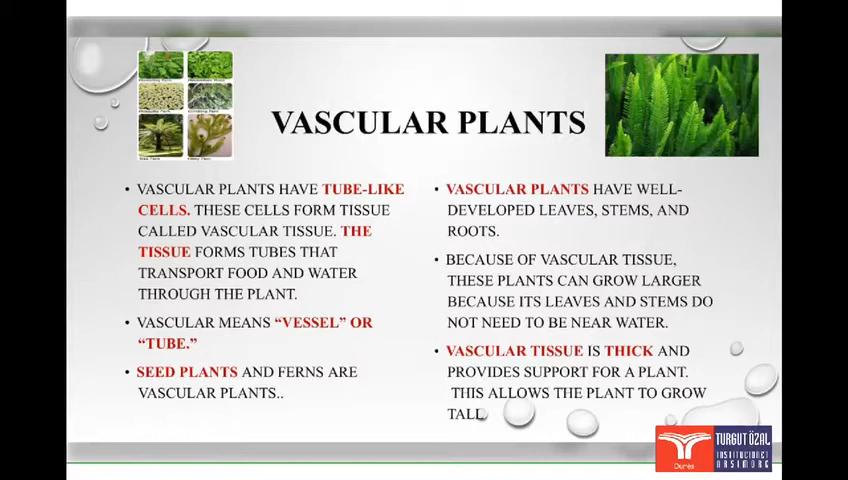 VASCULAR PLANTS
• VASCULAR PLANTS HAVE TUBE-LIKE
CELLS. THESE CELLS FORM TISSUE
CALLED VASCULAR TISSUE. THE
TISSUE FORMS TUBES THAT
TRANSPORT FOOD AND WATER
THROUGH THE PLANT.
• VASCULAR MEANS “VESSEL” OR
“TUBE.”
• SEED PLANTS AND FERNS ARE
VASCULAR PLANTS..
• VASCULAR PLANTS HAVE WELL-
DEVELOPED LEAVES, STEMS, AND
ROOTS.
• BECAUSE OF VASCULAR TISSUE,
THESE PLANTS CAN GROW LARGER
BECAUSE ITS LEAVES AND STEMS DO
NOT NEED TO BE NEAR WATER.
• VASCULAR TISSUE IS THICK AND
PROVIDES SUPPORT FOR A PLANT.
THIS ALLOWS THE PLANT TO GROW
TALL
TURGUT ÖZAL
INSTITUCIONET
ARSIMORE
Durrës